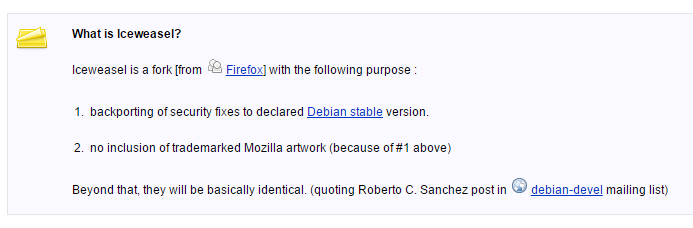 What is Iceweasel?
Iceweasel is a fork [from Firefox] with the following purpose :
1. backporting of security fixes to declared Debian stable version.
2. no inclusion of trademarked Mozilla artwork (because of #1 above)
Beyond that, they will be basically identical. (quoting Roberto C. Sanchez post in debian-devel mailing list)